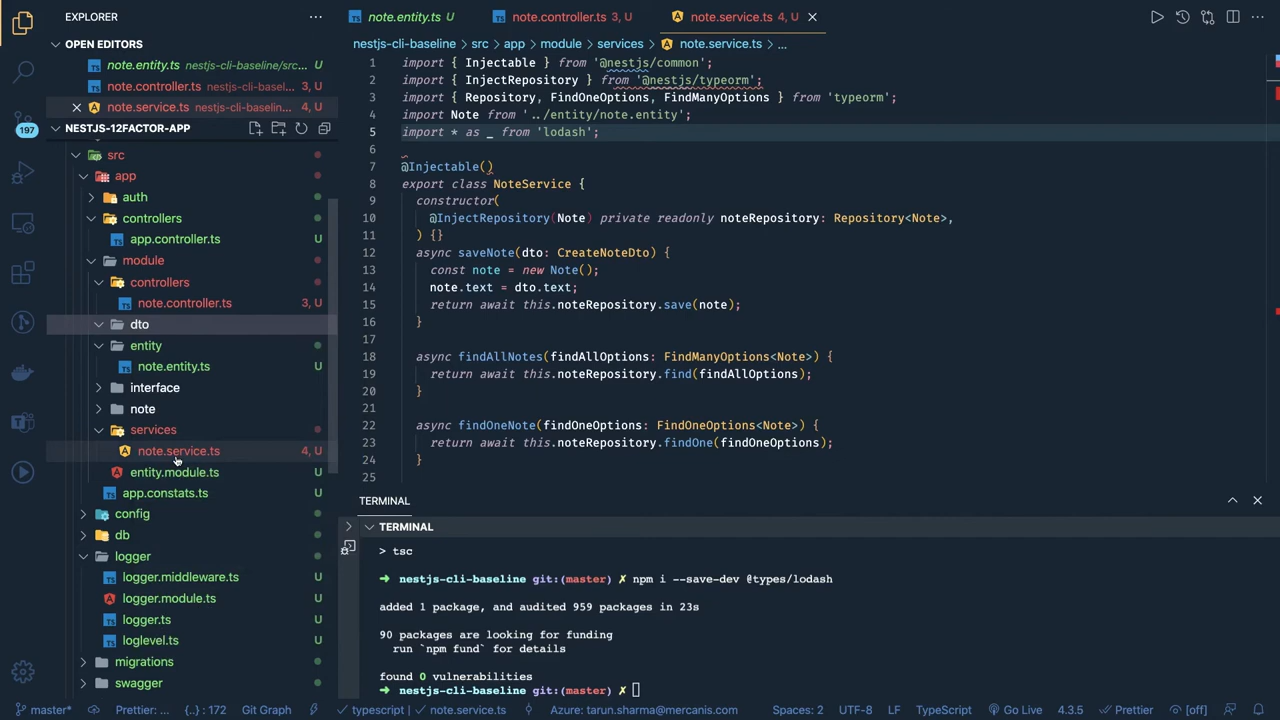 EXPLORER
OPEN EDITORS
note.entity.ts nestjs-cli-baseline/src... U
note.controller.ts nestjs-cli-baseli... 3, U
note.service.ts nestjs-cli-baselin... 4, U
197
NESTJS-12FACTOR-APP
src
app
auth
controllers
app.controller.ts U
module
controllers
note.controller.ts 3, U
dto
entity
note.entity.ts U
interface
note
services
note.service.ts 4, U
entity.module.ts U
app.constats.ts U
config
db
logger
logger.middleware.ts U
logger.module.ts U
logger.ts U
loglevel.ts U
migrations
swagger
note.entity.ts U
note.controller.ts 3, U
note.service.ts 4, U
nestjs-cli-baseline > src > app > module > services > note.service.ts > ...
1 import { Injectable } from '@nestjs/common';
2 import { InjectRepository } from '@nestjs/typeorm';
3 import { Repository, FindOneOptions, FindManyOptions } from 'typeorm';
4 import Note from '../entity/note.entity';
5 import * as _ from 'lodash';
6
7 @Injectable()
8 export class NoteService {
9 constructor(
10 @InjectRepository(Note) private readonly noteRepository: Repository<Note>,
11 ) {}
12 async saveNote(dto: CreateNoteDto) {
13 const note = new Note();
14 note.text = dto.text;
15 return await this.noteRepository.save(note);
16 }
17
18 async findAllNotes(findAllOptions: FindManyOptions<Note>) {
19 return await this.noteRepository.find(findAllOptions);
20 }
21
22 async findOneNote(findOneOptions: FindOneOptions<Note>) {
23 return await this.noteRepository.findOne(findOneOptions);
24 }
25
TERMINAL
TERMINAL
> tsc
➜ nestjs-cli-baseline git:(master) ✗ npm i --save-dev @types/lodash
added 1 package, and audited 959 packages in 23s
90 packages are looking for funding
run `npm fund` for details
found 0 vulnerabilities
➜ nestjs-cli-baseline git:(master) ✗
master* Prettier: ... {..} : 172 Git Graph typescript | note.service.ts Azure: tarun.sharma@mercanis.com Spaces: 2 UTF-8 LF TypeScript Go Live 4.3.5 Prettier [off]